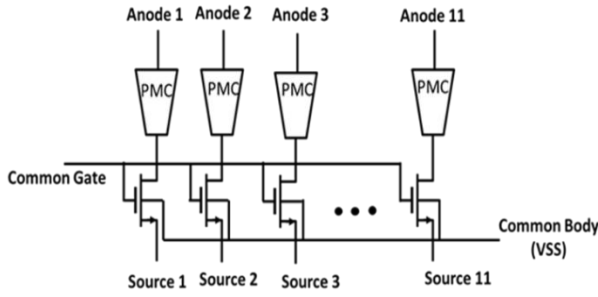 Anode 1 Anode 2 Anode 3 Anode 11
PMC PMC PMC PMC
Common Gate
Common Body
(VSS)
Source 1 Source 2 Source 3 Source 11